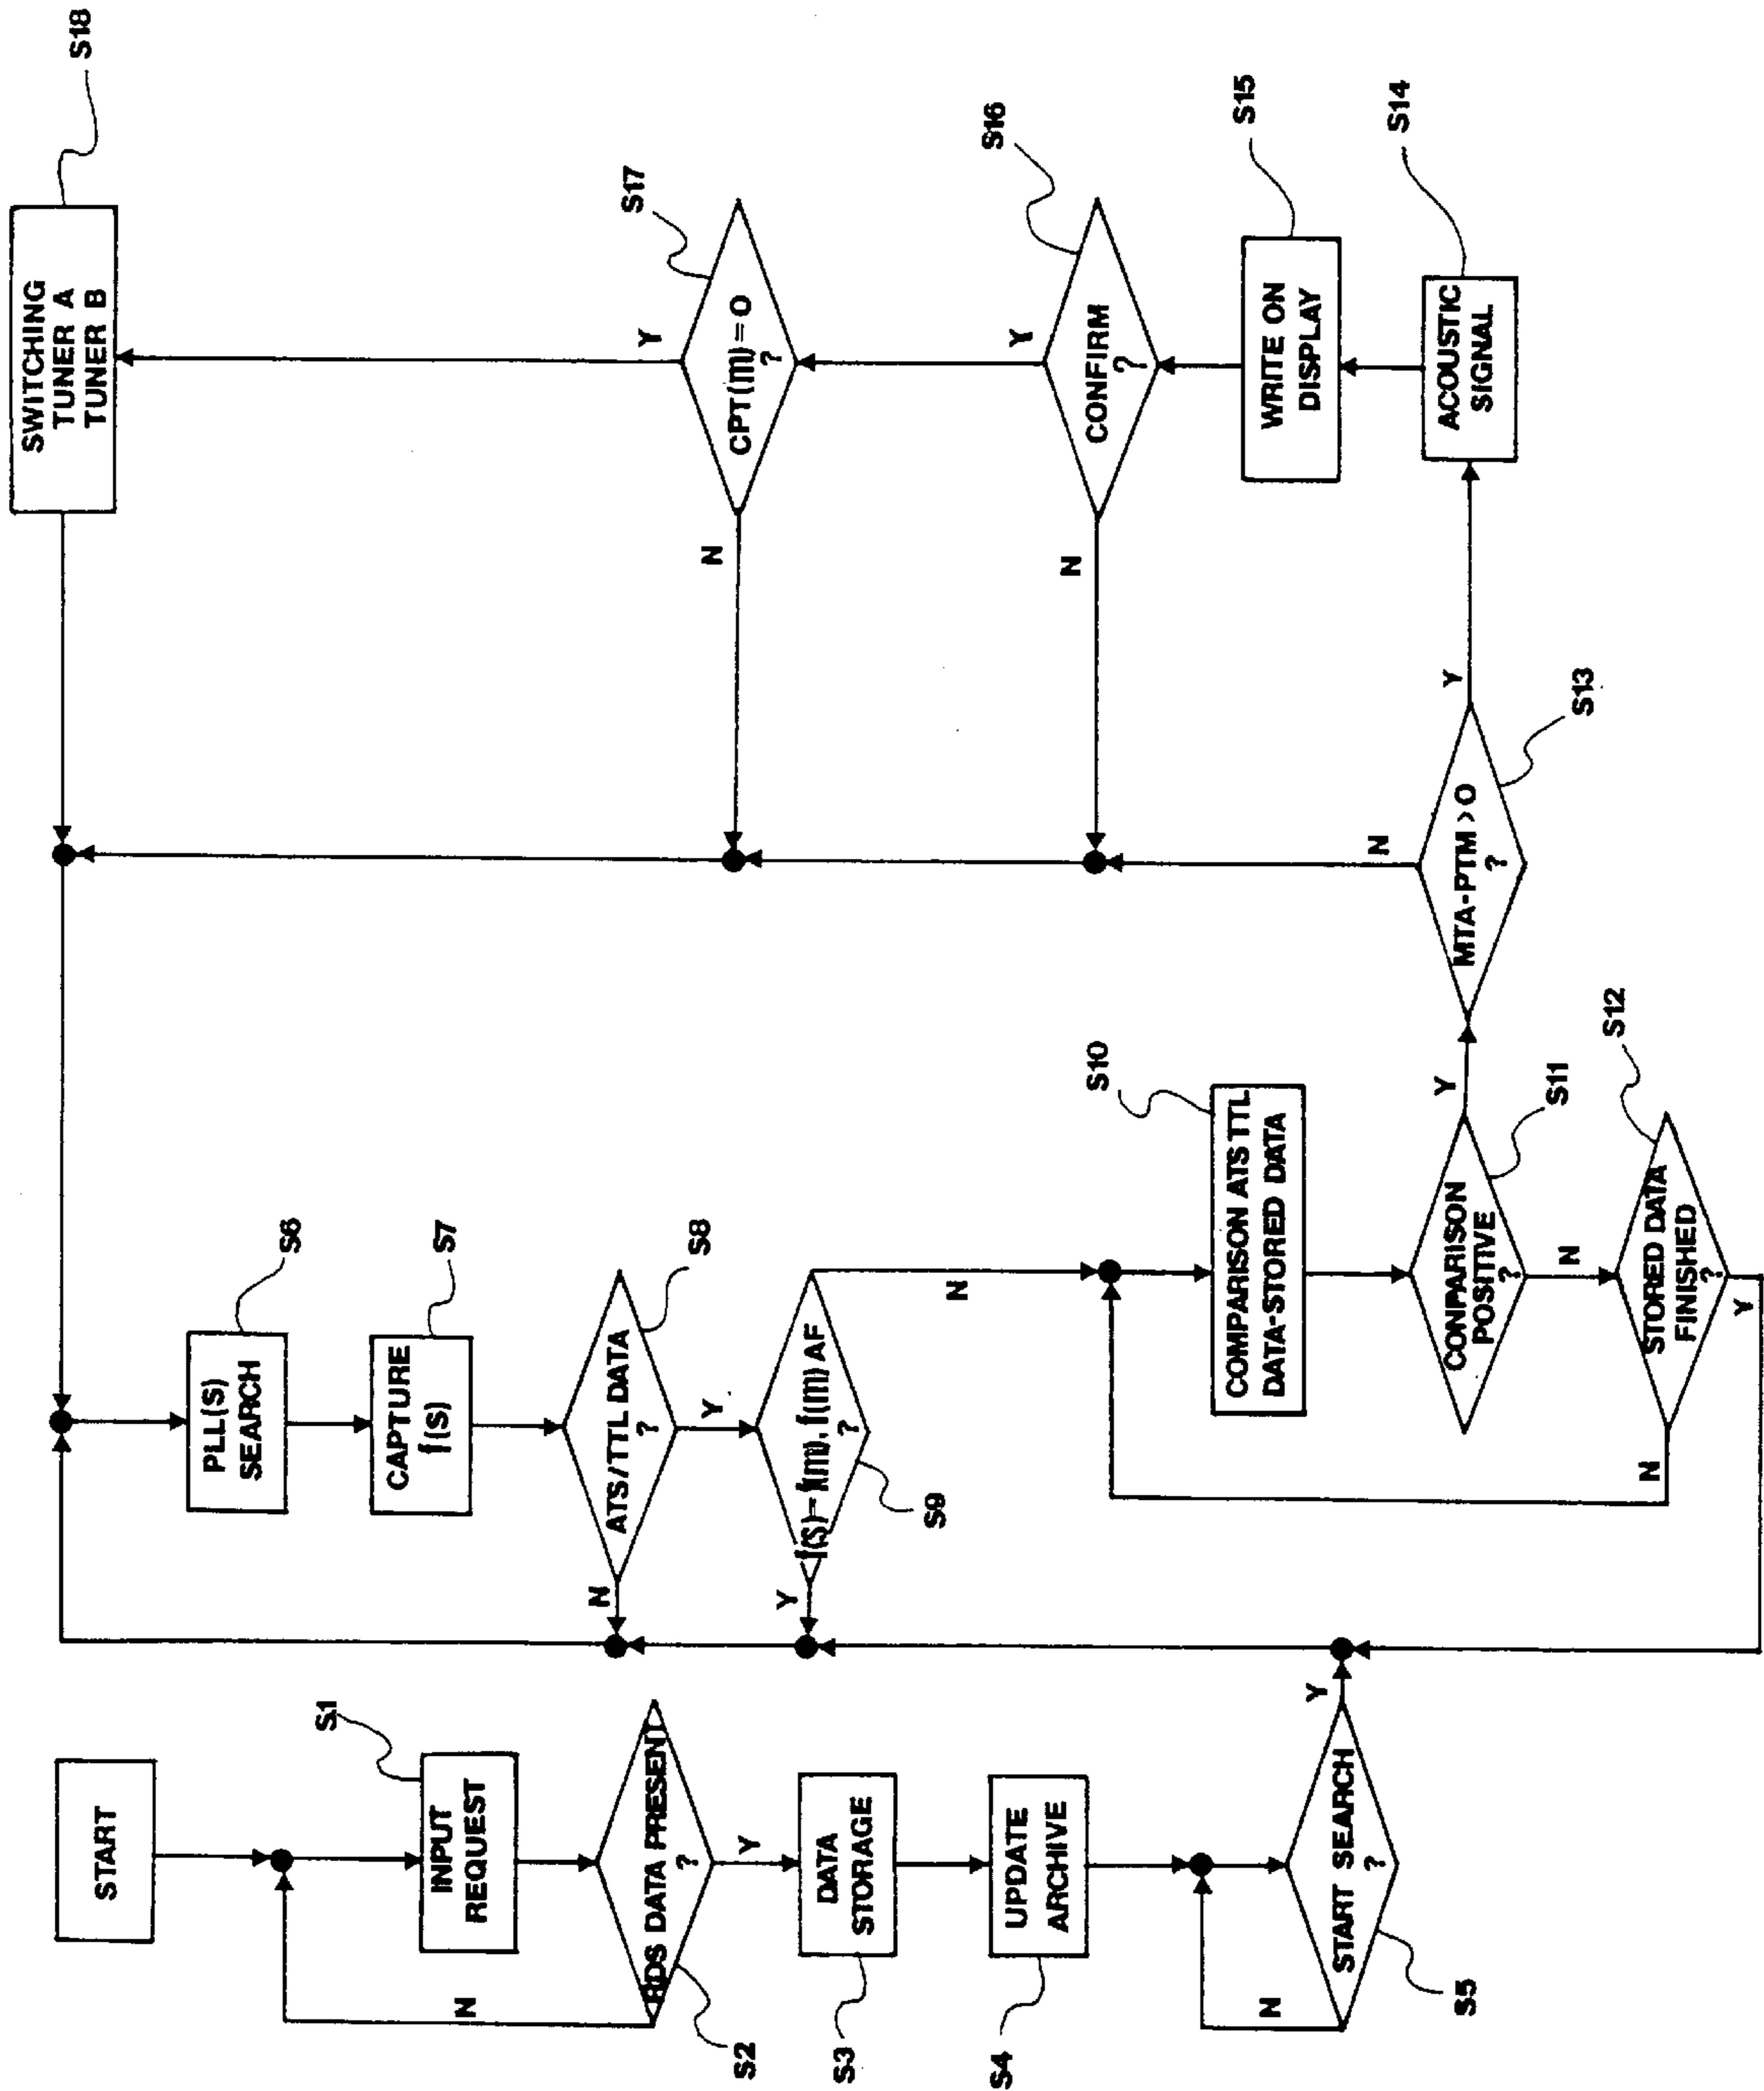 START
S1
INPUT
REQUEST
RDS DATA PRESENT
?
N
Y
S2
DATA
STORAGE
S3
UPDATE
ARCHIVE
S4
START SEARCH
?
N
Y
S5
PLL(S)
SEARCH
S6
CAPTURE
f(S)
S7
ATS/TTL DATA
?
N
Y
S8
f(S)=f(m), f(m) AF
?
Y
N
S9
COMPARISON ATS TTL
DATA-STORED DATA
S10
CONPARISON
POSITIVE
?
Y
N
S11
STORED DATA
FINISHED
?
N
Y
S12
MTA-PTM>0
?
N
Y
S13
ACOUSTIC
SIGNAL
S14
WRITE ON
DISPLAY
S15
CONFIRM
?
N
Y
S16
CPT(m)=0
?
N
Y
S17
SWITCHING
TUNER A
TUNER B
S18